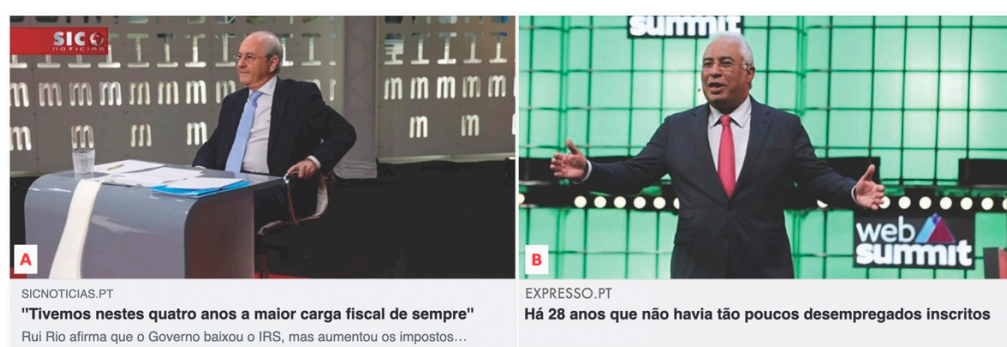 SIC
NOTICIAS
A
SICNOTICIAS.PT
"Tivemos nestes quatro anos a maior carga fiscal de sempre"
Rui Rio afirma que o Governo baixou o IRS, mas aumentou os impostos…
summit
web
summit
B
EXPRESSO.PT
Há 28 anos que não havia tão poucos desempregados inscritos